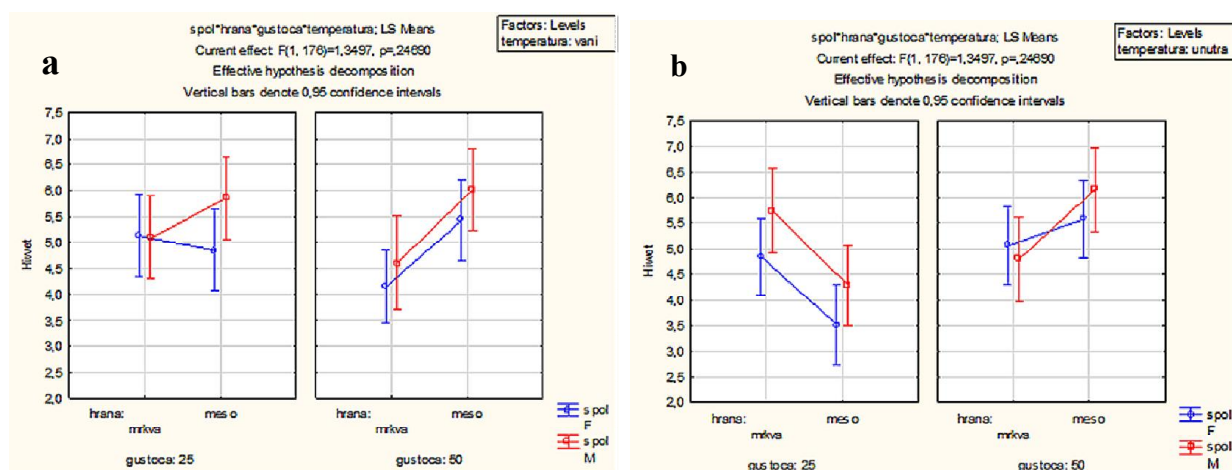 a
spol*hrana*gustoca*temperatura; LS Means
Current effect: F(1, 176)=1,3497, p=,24690
Effective hypothesis decomposition
Vertical bars denote 0,95 confidence intervals
Factors: Levels
temperatura: vani
7,5
7,0
6,5
6,0
5,5
5,0
4,5
4,0
3,5
3,0
2,5
2,0
Hiwet
hrana: mrkva meso
gustoca: 25
hrana: mrkva meso
gustoca: 50
spol F
spol M
b
spol*hrana*gustoca*temperatura; LS Means
Current effect: F(1, 176)=1,3497, p=,24690
Effective hypothesis decomposition
Vertical bars denote 0,95 confidence intervals
Factors: Levels
temperatura: unutra
7,5
7,0
6,5
6,0
5,5
5,0
4,5
4,0
3,5
3,0
2,5
2,0
Hiwet
hrana: mrkva meso
gustoca: 25
hrana: mrkva meso
gustoca: 50
spol F
spol M